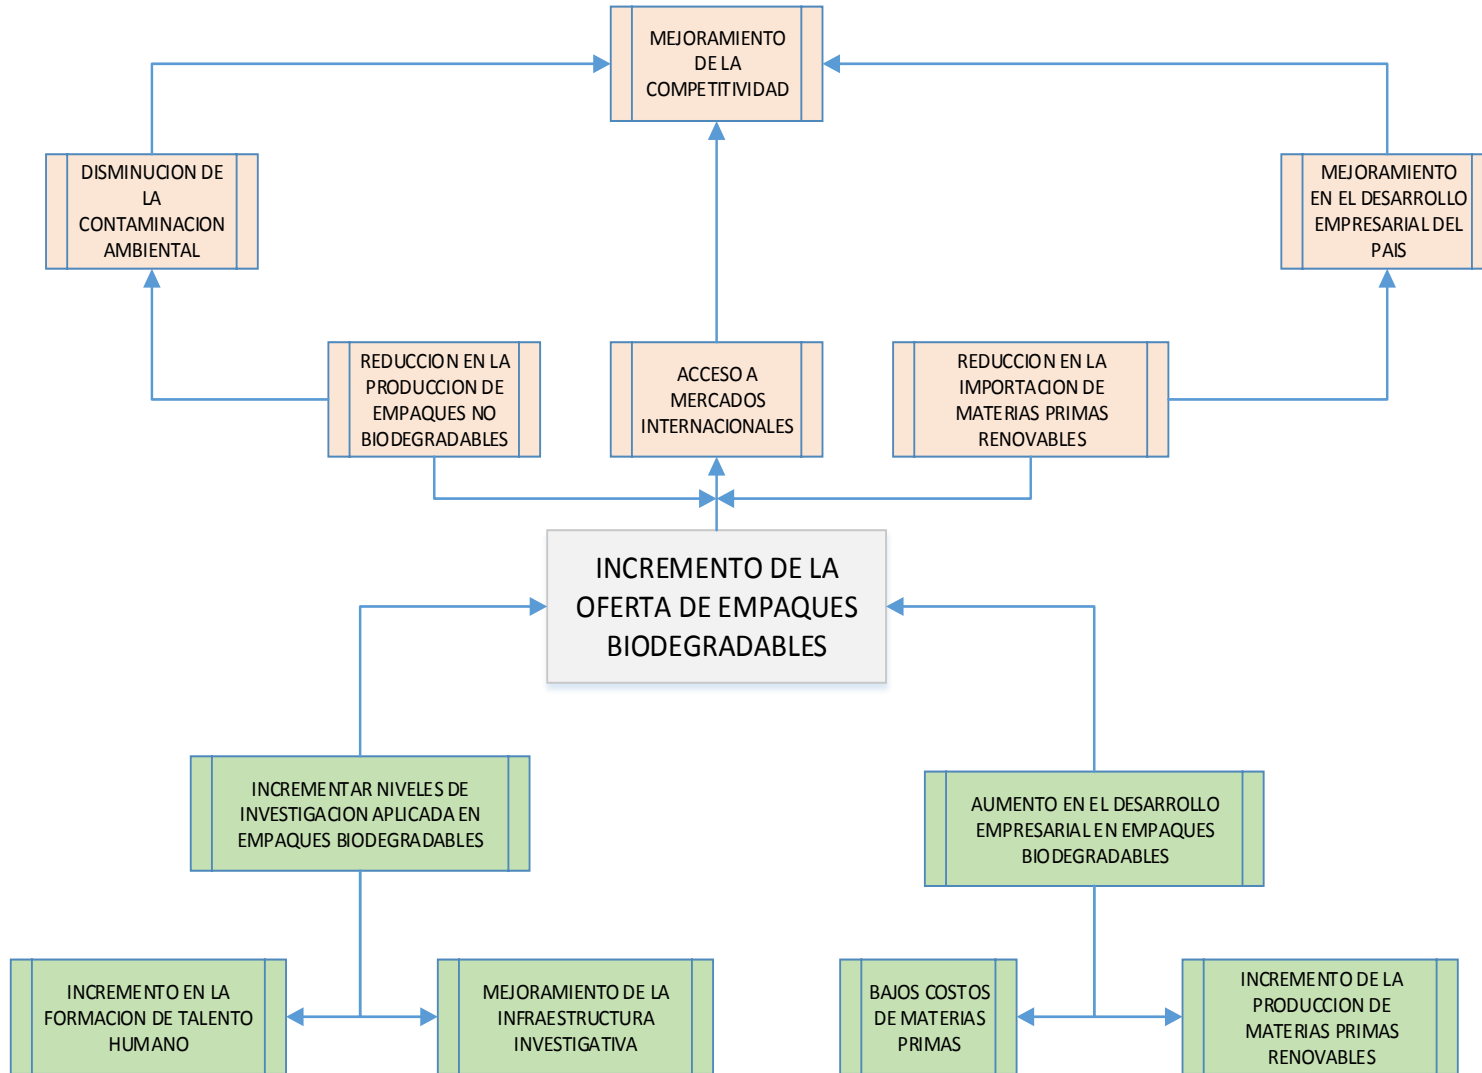 MEJORAMIENTO
DE LA
COMPETITIVIDAD
DISMINUCION DE
LA
CONTAMINACION
AMBIENTAL
MEJORAMIENTO
EN EL DESARROLLO
EMPRESARIAL DEL
PAIS
REDUCCION EN LA
PRODUCCION DE
EMPAQUES NO
BIODEGRADABLES
ACCESO A
MERCADOS
INTERNACIONALES
REDUCCION EN LA
IMPORTACION DE
MATERIAS PRIMAS
RENOVABLES
INCREMENTO DE LA
OFERTA DE EMPAQUES
BIODEGRADABLES
INCREMENTAR NIVELES DE
INVESTIGACION APLICADA EN
EMPAQUES BIODEGRADABLES
AUMENTO EN EL DESARROLLO
EMPRESARIAL EN EMPAQUES
BIODEGRADABLES
INCREMENTO EN LA
FORMACION DE TALENTO
HUMANO
MEJORAMIENTO DE LA
INFRAESTRUCTURA
INVESTIGATIVA
BAJOS COSTOS
DE MATERIAS
PRIMAS
INCREMENTO DE LA
PRODUCCION DE
MATERIAS PRIMAS
RENOVABLES